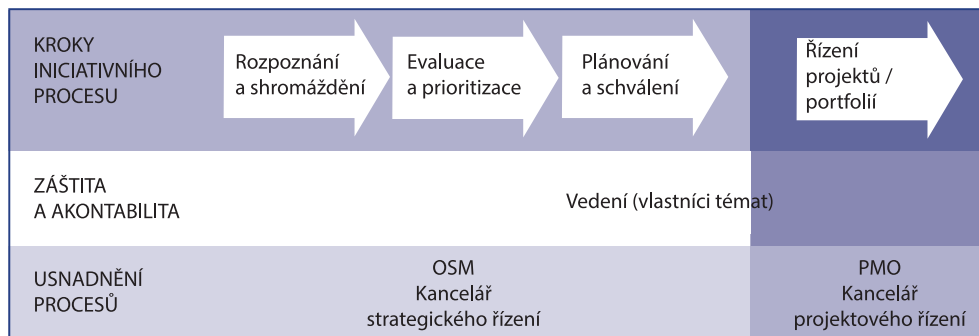 KROKY
INICIATIVNÍHO
PROCESU
Rozpoznání
a shromáždění
Evaluace
a prioritizace
Plánování
a schválení
Řízení
projektů /
portfolií
ZÁŠTITA
A AKONTABILITA
Vedení (vlastníci témat)
USNADNĚNÍ
PROCESŮ
OSM
Kancelář
strategického řízení
PMO
Kancelář
projektového řízení